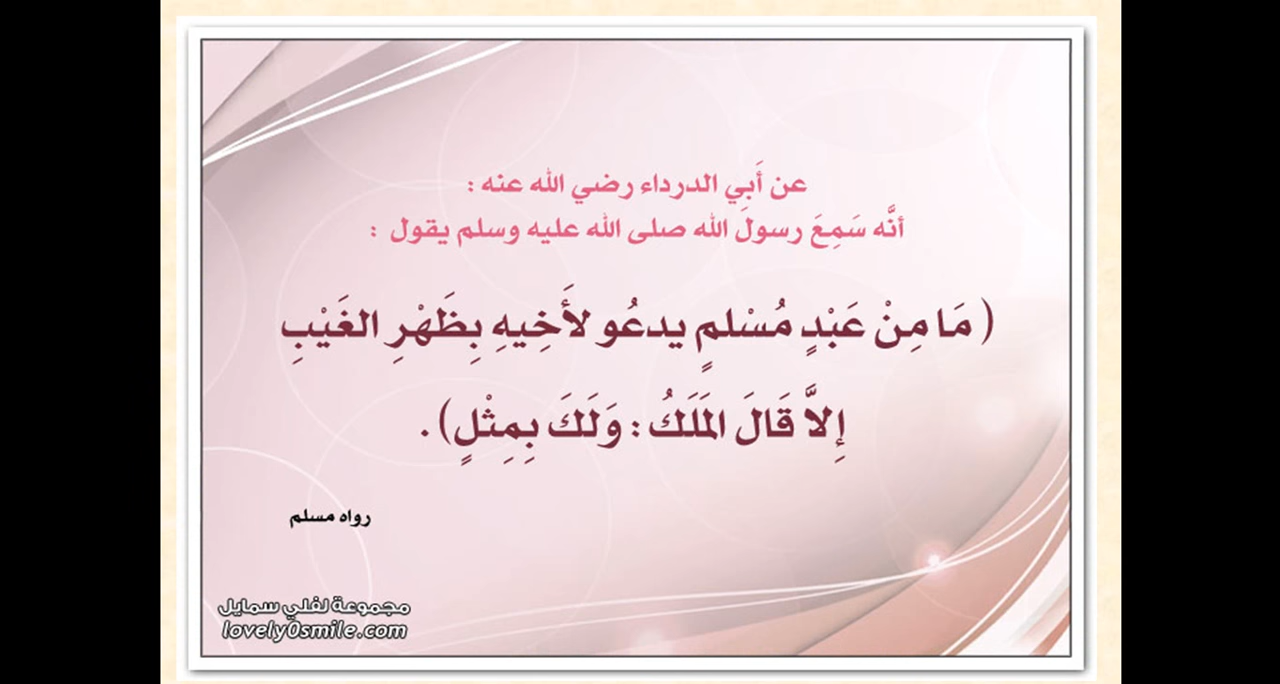 عن أَبِي الدرداء رضي الله عنه :
أنَّه سَمِعَ رسولَ الله صلى الله عليه وسلم يقول :
( مَا مِنْ عَبْدٍ مُسْلمٍ يدعُو لأَخِيهِ بِظَهْرِ الغَيْبِ
إِلاَّ قَالَ المَلَكُ : وَلَكَ بِمِثْلٍ) .
رواه مسلم
مجموعة لفلي سمايل
lovely0smile.com